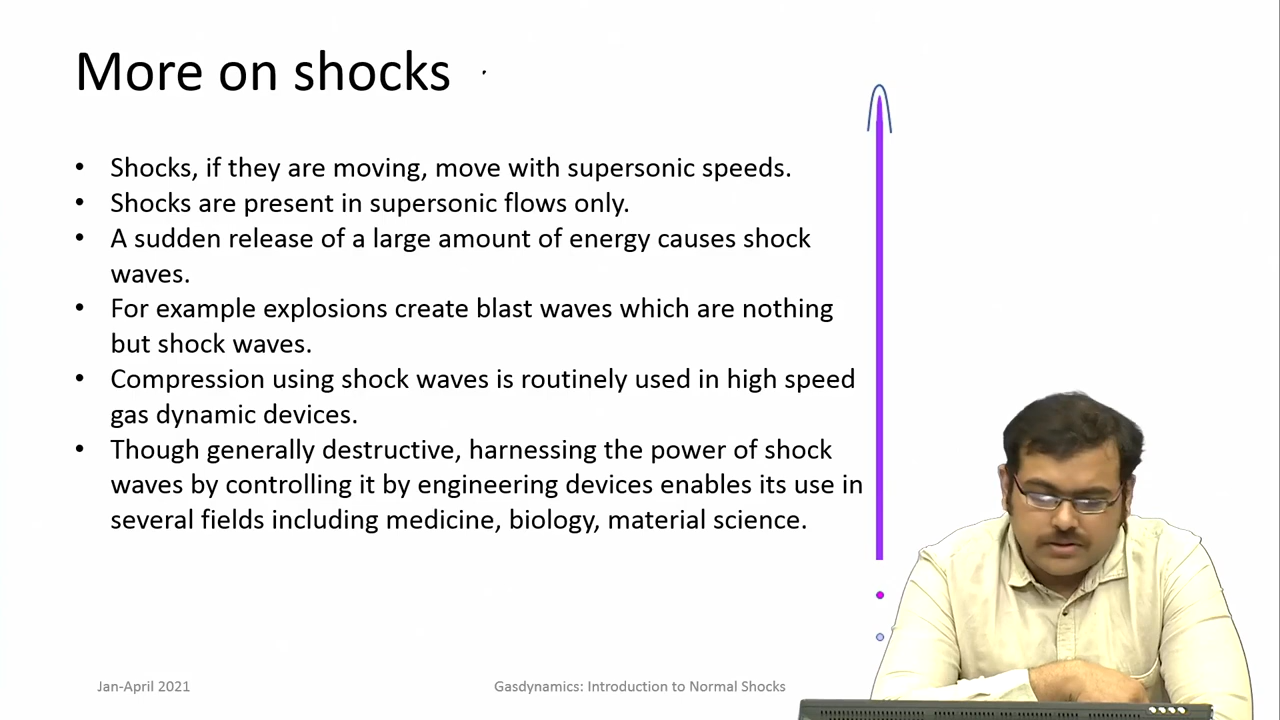 More on shocks
• Shocks, if they are moving, move with supersonic speeds.
• Shocks are present in supersonic flows only.
• A sudden release of a large amount of energy causes shock
waves.
• For example explosions create blast waves which are nothing
but shock waves.
• Compression using shock waves is routinely used in high speed
gas dynamic devices.
• Though generally destructive, harnessing the power of shock
waves by controlling it by engineering devices enables its use in
several fields including medicine, biology, material science.
Jan-April 2021
Gasdynamics: Introduction to Normal Shocks